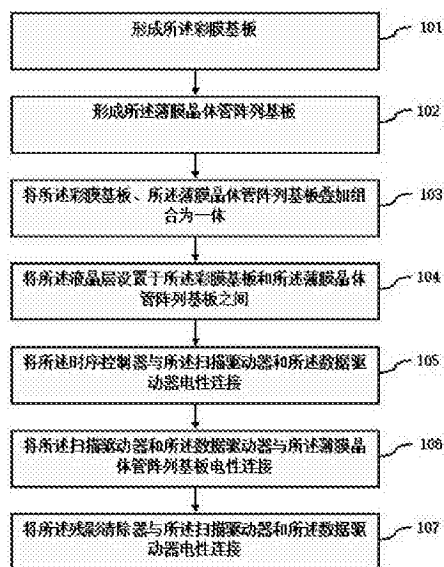 形成所述彩膜基板
101
形成所述薄膜晶体管阵列基板
102
将所述彩膜基板、所述薄膜晶体管阵列基板叠加组
合为一体
103
将所述液晶层设置于所述彩膜基板和所述薄膜晶体
管阵列基板之间
104
将所述时序控制器与所述扫描驱动器和所述数据驱
动器电性连接
105
将所述扫描驱动器和所述数据驱动器与所述薄膜晶
体管阵列基板电性连接
106
将所述残影清除器与所述扫描驱动器和所述数据驱
动器电性连接
107